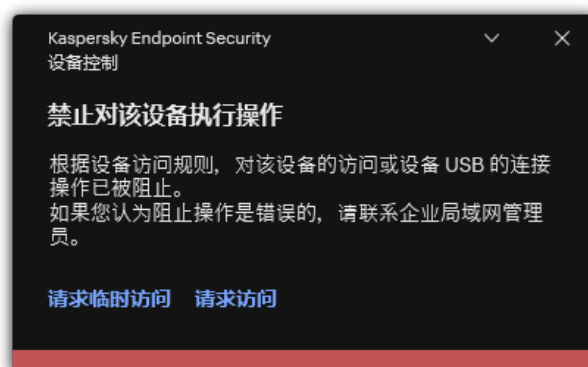 Kaspersky Endpoint Security
设备控制
禁止对该设备执行操作
根据设备访问规则，对该设备的访问或设备 USB 的连接
操作已被阻止。
如果您认为阻止操作是错误的，请联系企业局域网管理
员。
请求临时访问 请求访问